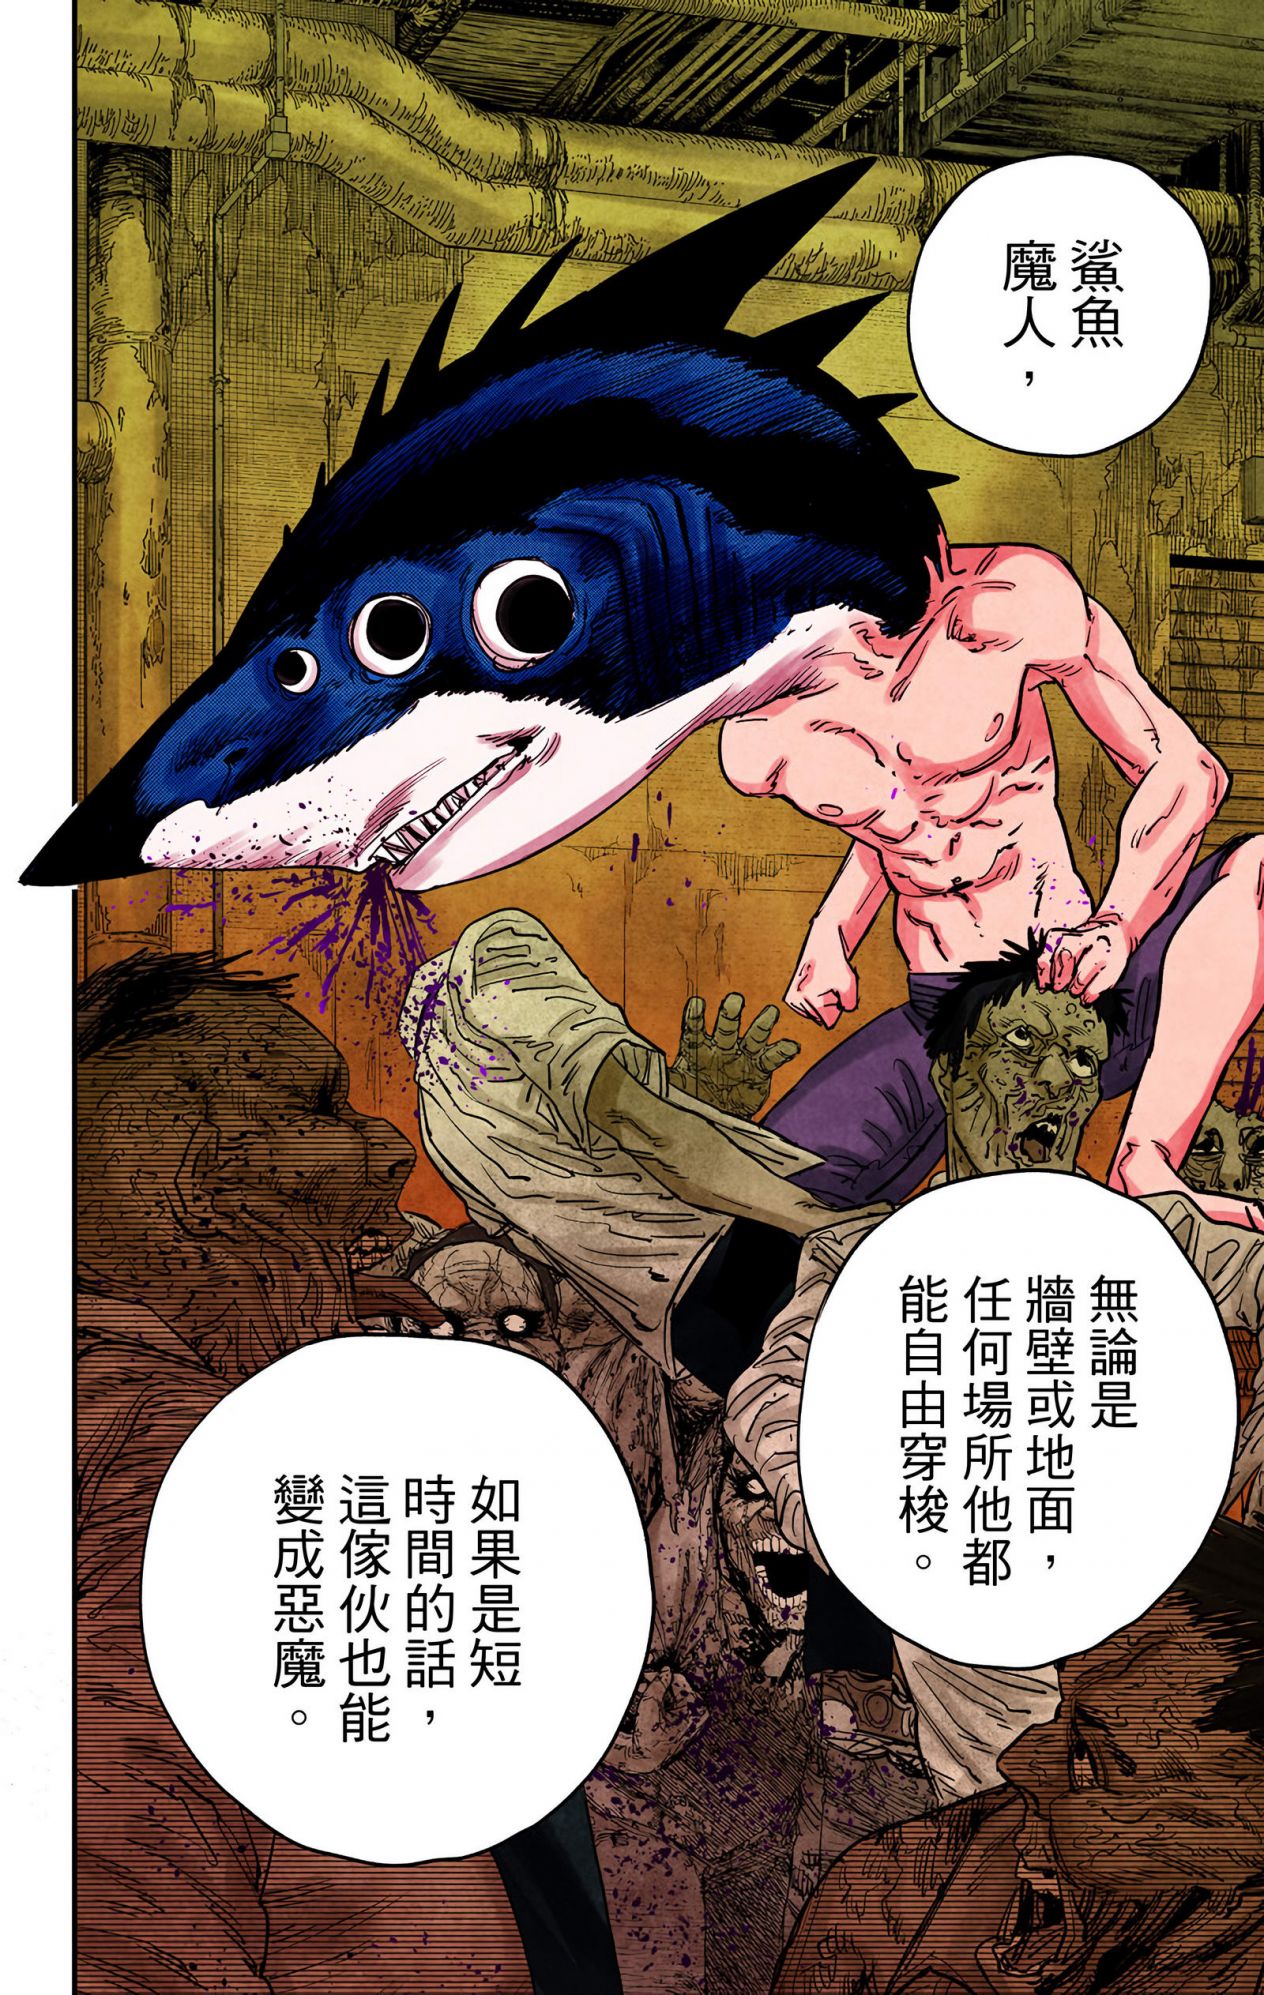 鯊魚
魔人，
無論是
牆壁或地面，
任何場所他都
能自由穿梭。
如果是短
時間的話，
這傢伙也能
變成惡魔。